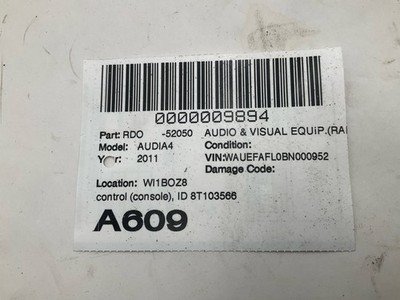 0000009894
Part: RDO -52050 AUDIO & VISUAL EQUIP.(RAI
Model: AUDIA4 Condition:
Year: 2011 VIN:WAUEFAFL0BN000952
Damage Code:
Location: WI1BOZ8
control (console), ID 8T103566
A609